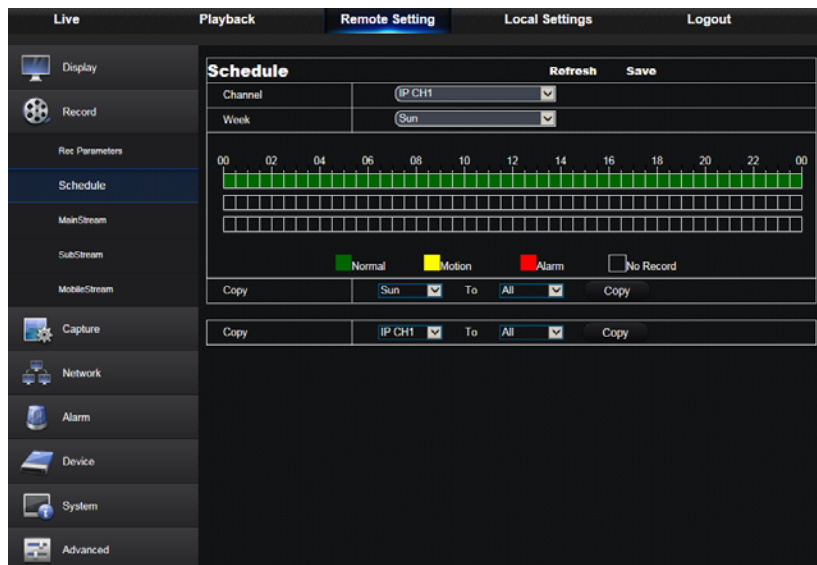 Live Playback Remote Setting Local Settings Logout
Display
Record
Rec Parameters
Schedule
MainStream
SubStream
MobileStream
Capture
Network
Alarm
Device
System
Advanced
Schedule Refresh Save
Channel IP CH1
Week Sun
00 02 04 06 08 10 12 14 16 18 20 22 00
Normal Motion Alarm No Record
Copy Sun To All Copy
Copy IP CH1 To All Copy